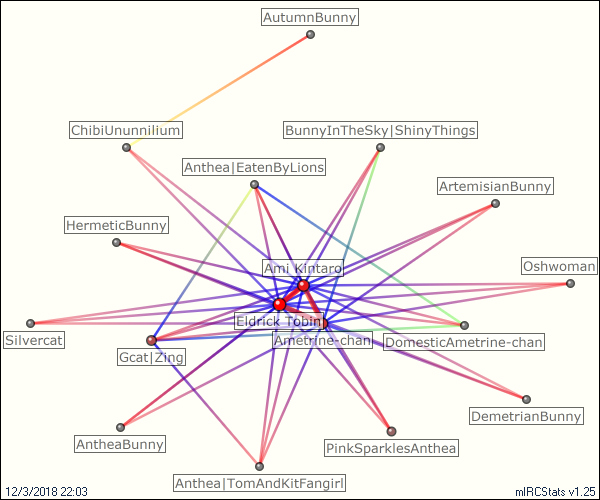 AutumnBunny
ChibiUnunnilium
BunnyInTheSky|ShinyThings
Anthea|EatenByLions
ArtemisianBunny
HermeticBunny
Ami Kintaro
Oshwoman
Eldrick Tobin
Silvercat
Ametrine-chan
DomesticAmetrine-chan
Gcat|Zing
DemetrianBunny
AntheaBunny
PinkSparklesAnthea
Anthea|TomAndKitFangirl
12/3/2018 22:03
mIRCStats v1.25